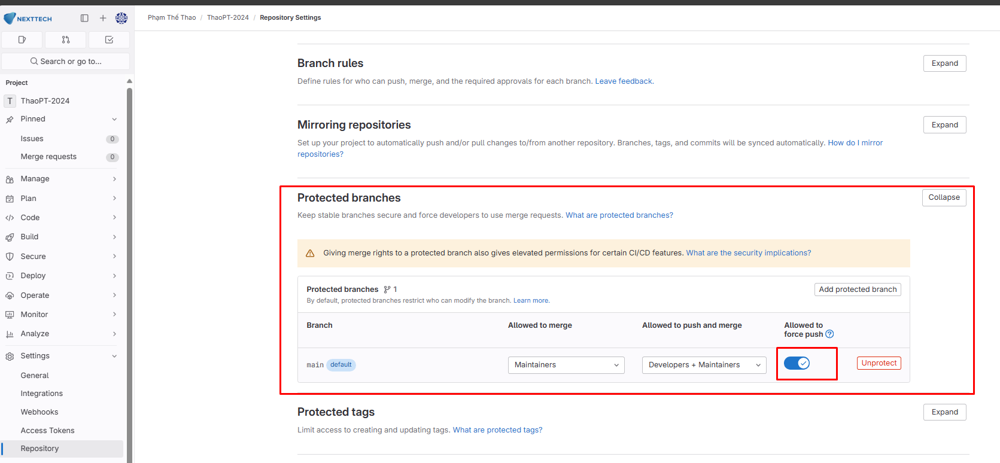 NEXTTECH
Search or go to...
Project
T ThaoPT-2024
Pinned
Issues 0
Merge requests 0
Manage
Plan
Code
Build
Secure
Deploy
Operate
Monitor
Analyze
Settings
General
Integrations
Webhooks
Access Tokens
Repository
Phạm Thế Thao / ThaoPT-2024 / Repository Settings
Branch rules
Expand
Define rules for who can push, merge, and the required approvals for each branch. Leave feedback.
Mirroring repositories
Expand
Set up your project to automatically push and/or pull changes to/from another repository. Branches, tags, and commits will be synced automatically. How do I mirror
repositories?
Protected branches
Collapse
Keep stable branches secure and force developers to use merge requests. What are protected branches?
Giving merge rights to a protected branch also gives elevated permissions for certain CI/CD features. What are the security implications?
Protected branches 1
Add protected branch
By default, protected branches restrict who can modify the branch. Learn more.
Branch Allowed to merge Allowed to push and merge Allowed to
force push
main default Maintainers Developers + Maintainers Unprotect
Protected tags
Expand
Limit access to creating and updating tags. What are protected tags?